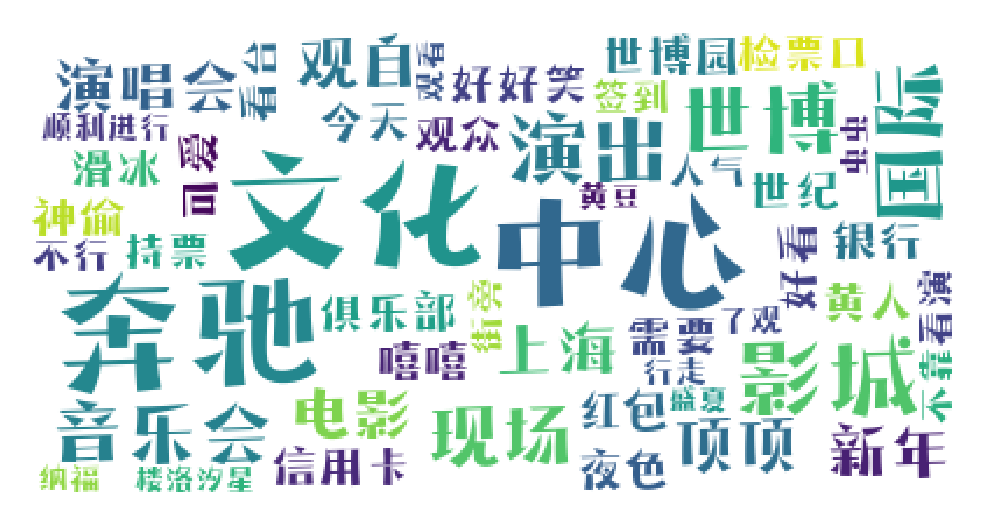 世博园
检票口
演唱会
看台
观自
观看
好好笑
签到
国际
顺利进行
今天
观众
演出
世博
虫虫
滑冰
可爱
文化
人气
世纪
黄豆
中心
神偷
不行
持票
好看
银行
奔驰
俱乐部
街旁
黄人
看演
嘻嘻
上海
需要
了观
行走
影城
不靠
音乐会
电影
现场
红包
盛夏
顶顶
新年
夜色
纳福
楼洛汐星
信用卡